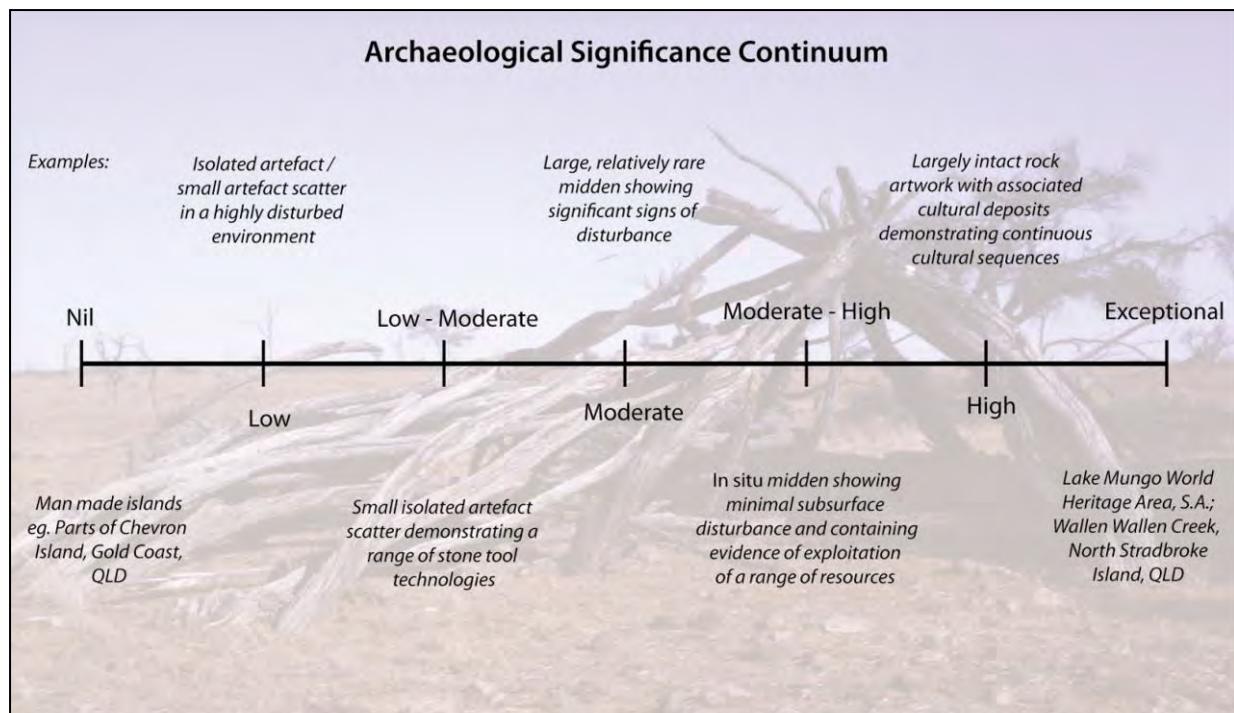 Archaeological Significance Continuum
Examples:
Isolated artefact /
small artefact scatter
in a highly disturbed
environment
Large, relatively rare
midden showing
significant signs of
disturbance
Largely intact rock
artwork with associated
cultural deposits
demonstrating continuous
cultural sequences
Nil
Low - Moderate
Moderate - High
Exceptional
Low
Moderate
High
Man made islands
eg. Parts of Chevron
Island, Gold Coast,
QLD
Small isolated artefact
scatter demonstrating a
range of stone tool
technologies
In situ midden showing
minimal subsurface
disturbance and containing
evidence of exploitation
of a range of resources
Lake Mungo World
Heritage Area, S.A.;
Wallen Wallen Creek,
North Stradbroke
Island, QLD